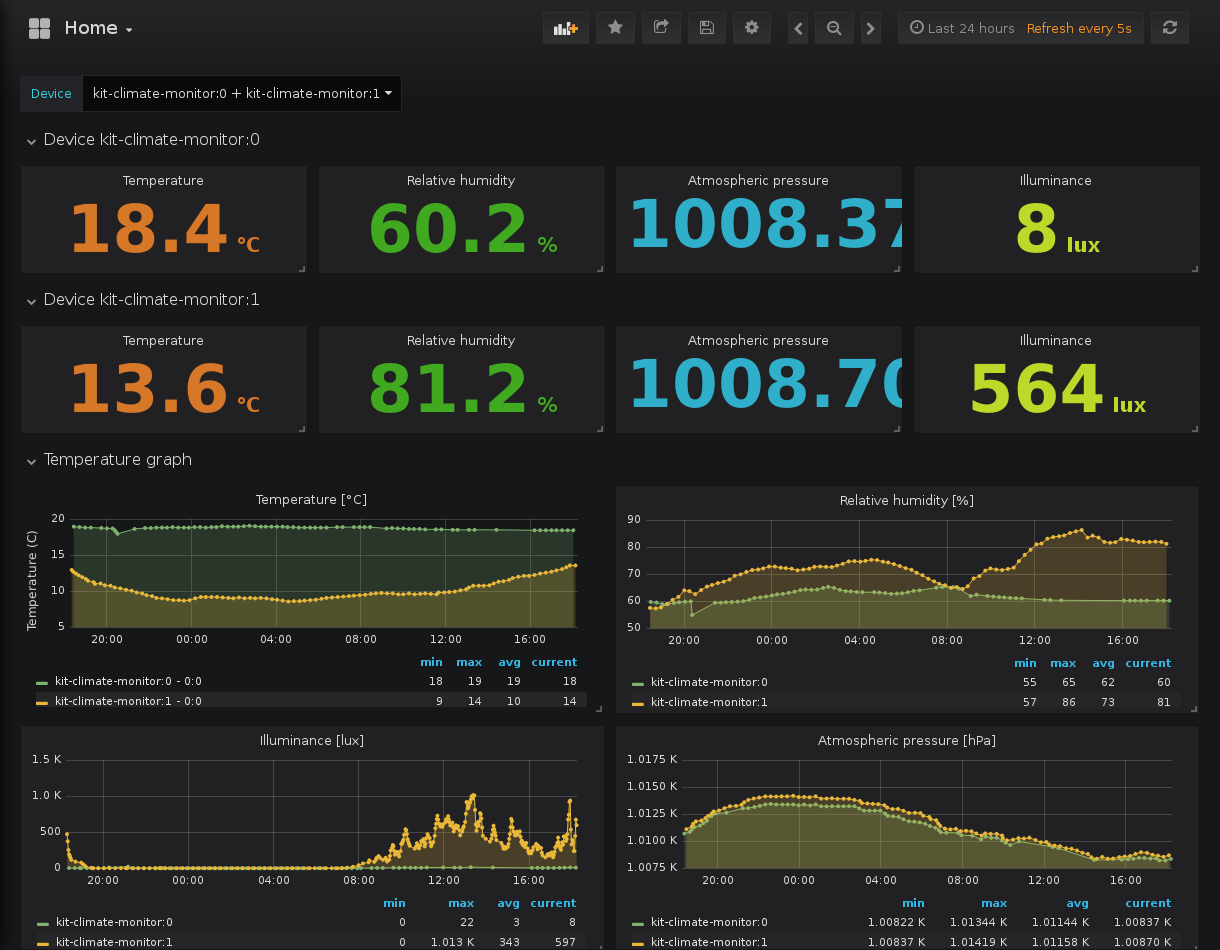 Home
Last 24 hours Refresh every 5s
Device kit-climate-monitor:0 + kit-climate-monitor:1
Device kit-climate-monitor:0
Temperature Relative humidity Atmospheric pressure Illuminance
18.4 °C 60.2 % 1008.37 8 lux
Device kit-climate-monitor:1
Temperature Relative humidity Atmospheric pressure Illuminance
13.6 °C 81.2 % 1008.70 564 lux
Temperature graph
Temperature [°C]
Temperature (C)
20
15
10
5
20:00 00:00 04:00 08:00 12:00 16:00
min max avg current
kit-climate-monitor:0 - 0:0 18 19 19 18
kit-climate-monitor:1 - 0:0 9 14 10 14
Relative humidity [%]
90
80
70
60
50
20:00 00:00 04:00 08:00 12:00 16:00
min max avg current
kit-climate-monitor:0 55 65 62 60
kit-climate-monitor:1 57 86 73 81
Illuminance [lux]
1.5 K
1.0 K
500
0
20:00 00:00 04:00 08:00 12:00 16:00
min max avg current
kit-climate-monitor:0 0 22 3 8
kit-climate-monitor:1 0 1.013 K 343 597
Atmospheric pressure [hPa]
1.0175 K
1.0150 K
1.0125 K
1.0100 K
1.0075 K
20:00 00:00 04:00 08:00 12:00 16:00
min max avg current
kit-climate-monitor:0 1.00822 K 1.01344 K 1.01144 K 1.00837 K
kit-climate-monitor:1 1.00837 K 1.01419 K 1.01158 K 1.00870 K